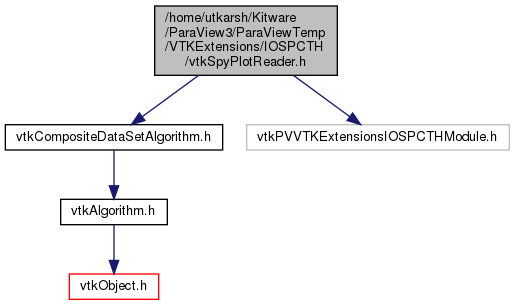 /home/utkarsh/Kitware
/ParaView3/ParaViewTemp
/VTKExtensions/IOSPCTH
/vtkSpyPlotReader.h
vtkCompositeDataSetAlgorithm.h
vtkPVVTKExtensionsIOSPCTHModule.h
vtkAlgorithm.h
vtkObject.h